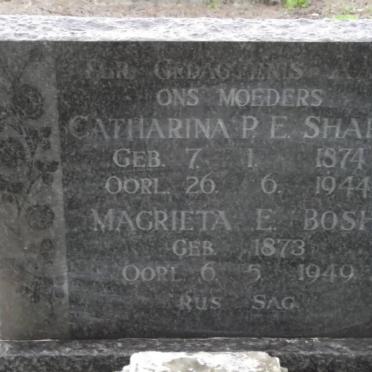 TER GEDAGTENIS A
ONS MOEDERS
CATHARINA P. E. SHA
GEB. 7. 1. 1874
OORL. 26. 6. 1944
MAGRIETA E. BOSH
GEB. 1873
OORL. 6. 5. 1949
RUS SAG